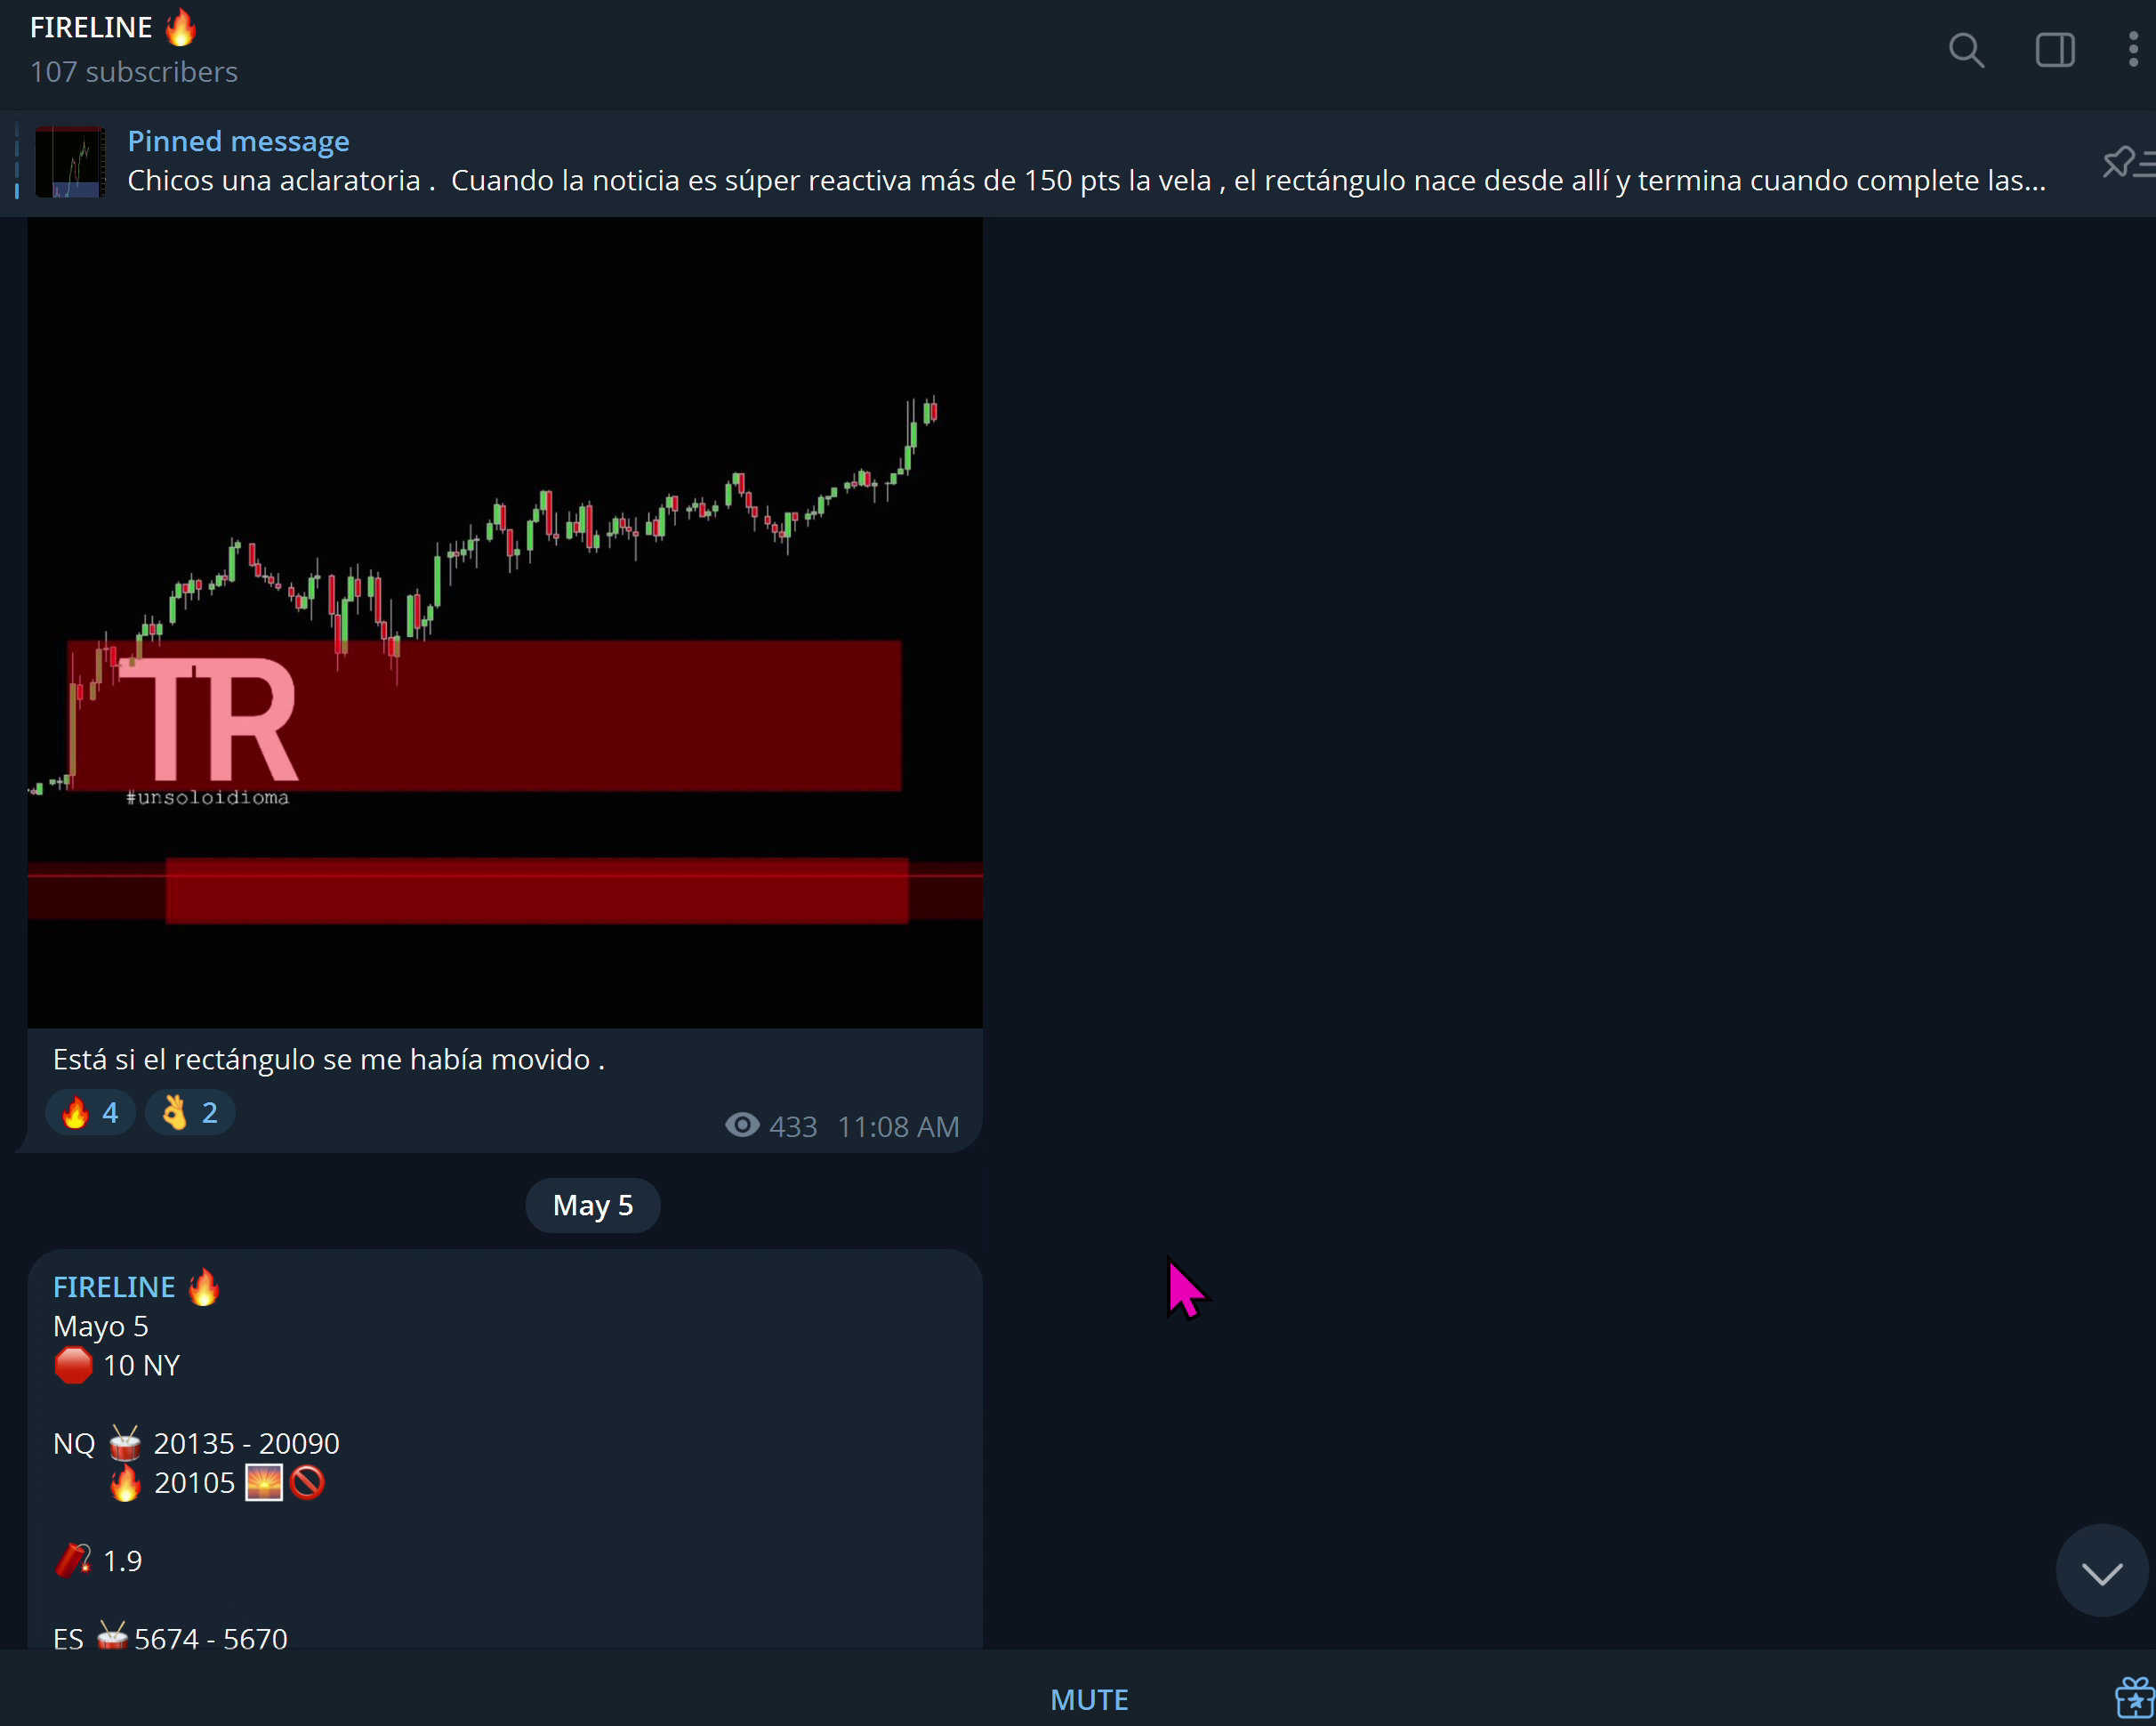 FIRELINE 🔥
107 subscribers
Pinned message
Chicos una aclaratoria .  Cuando la noticia es súper reactiva más de 150 pts la vela , el rectángulo nace desde allí y termina cuando complete las...
TR
#unsoloidioma
Está si el rectángulo se me había movido .
🔥 4 👌 2
433 11:08 AM
May 5
FIRELINE 🔥
Mayo 5
🛑 10 NY
NQ 🥁 20135 - 20090
🔥 20105 🌅🚫
🧨 1.9
ES 🥁 5674 - 5670
MUTE